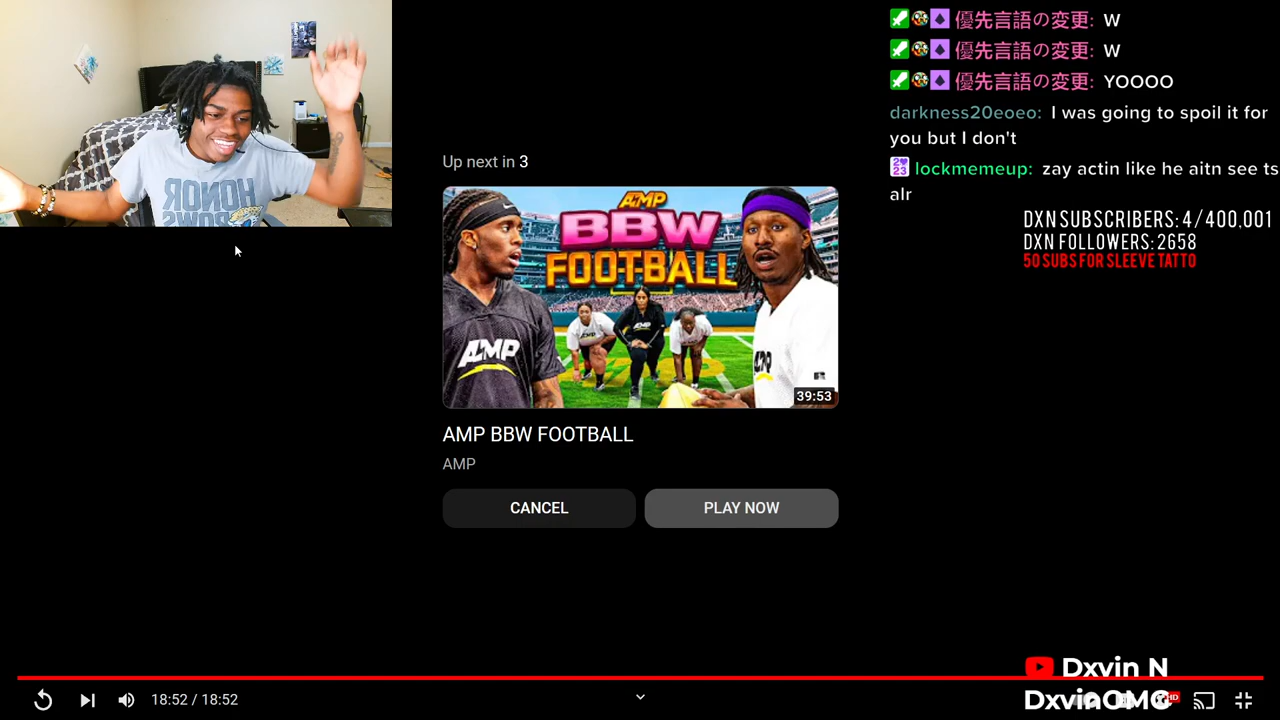 優先言語の変更: W
優先言語の変更: W
優先言語の変更: YOOOO
darkness20eoeo: I was going to spoil it for
you but I don't
lockmemeup: zay actin like he aitn see ts
alr
DXN SUBSCRIBERS: 4/400,001
DXN FOLLOWERS: 2658
50 SUBS FOR SLEEVE TATTO
Up next in 3
AMP
BBW
FOOTBALL
AMP
AMP
39:53
AMP BBW FOOTBALL
AMP
CANCEL
PLAY NOW
Dxvin N
DxvinOMG
18:52 / 18:52
HD